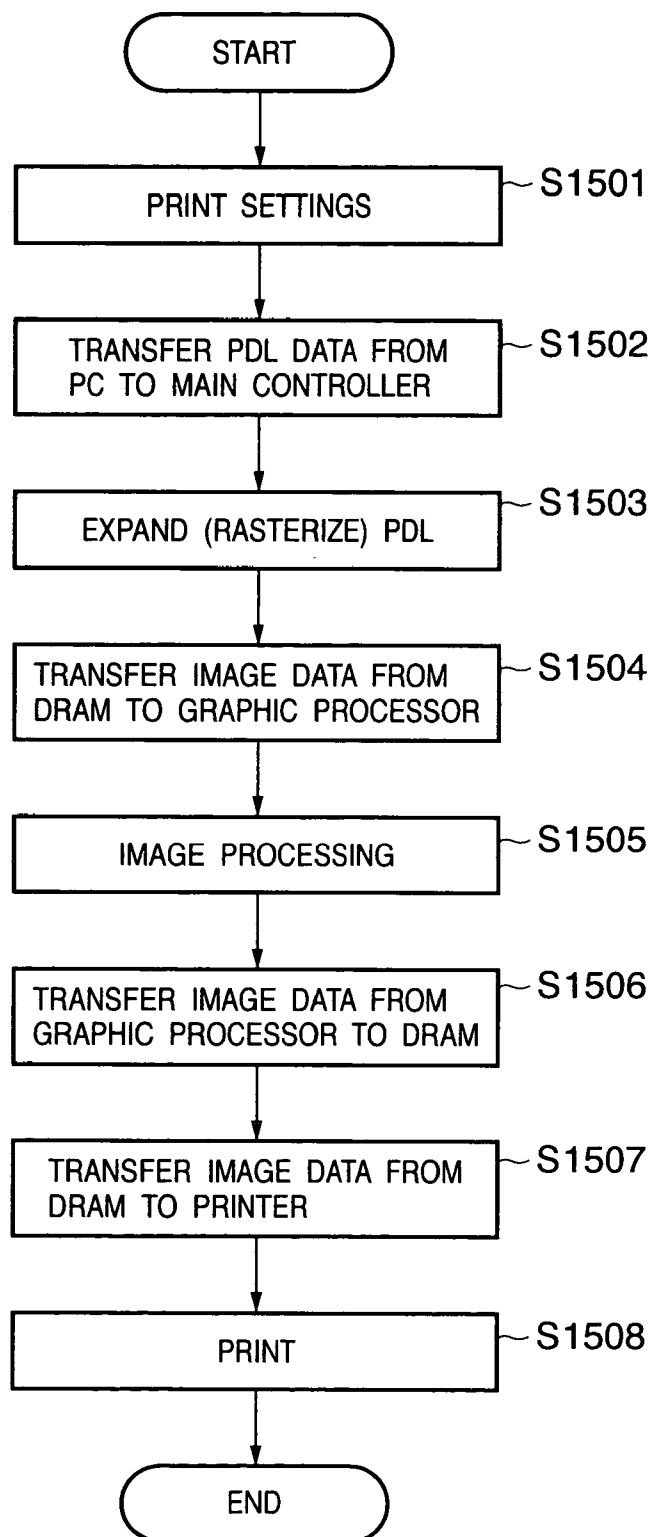 START
PRINT SETTINGS
S1501
TRANSFER PDL DATA FROM
PC TO MAIN CONTROLLER
S1502
EXPAND (RASTERIZE) PDL
S1503
TRANSFER IMAGE DATA FROM
DRAM TO GRAPHIC PROCESSOR
S1504
IMAGE PROCESSING
S1505
TRANSFER IMAGE DATA FROM
GRAPHIC PROCESSOR TO DRAM
S1506
TRANSFER IMAGE DATA FROM
DRAM TO PRINTER
S1507
PRINT
S1508
END